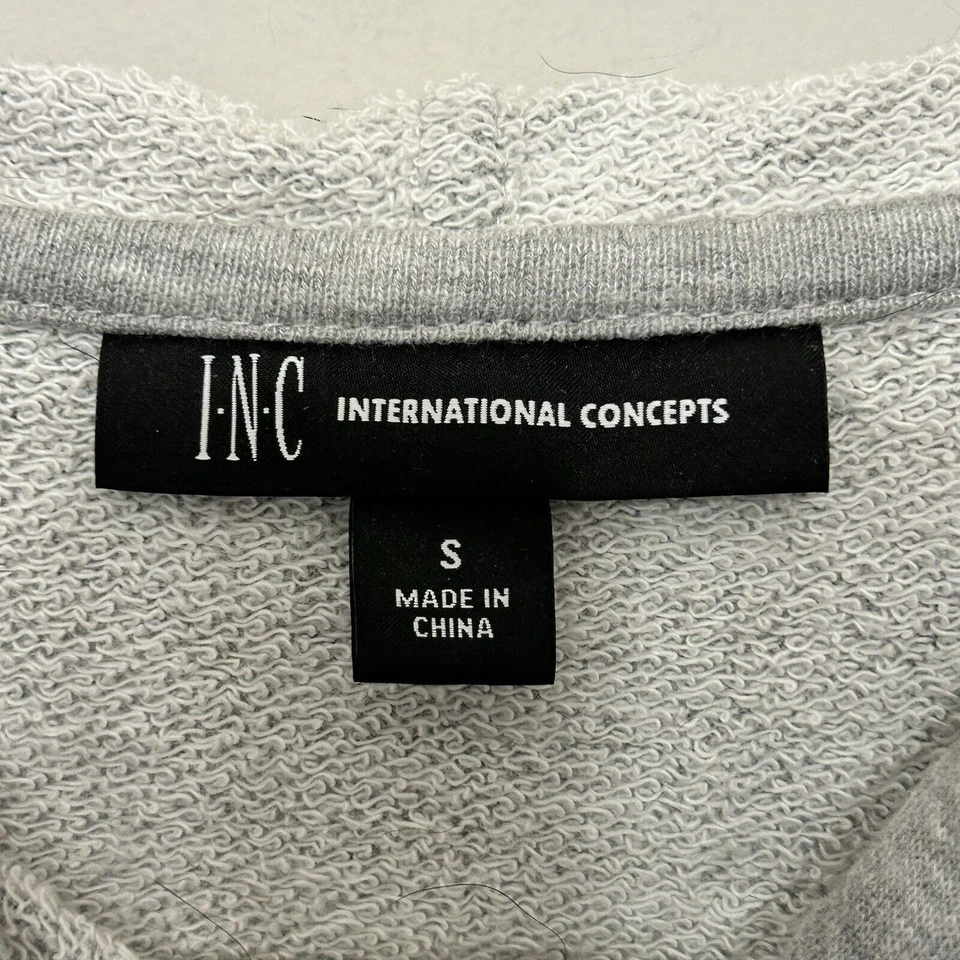 I·N·C INTERNATIONAL CONCEPTS
S
MADE IN
CHINA